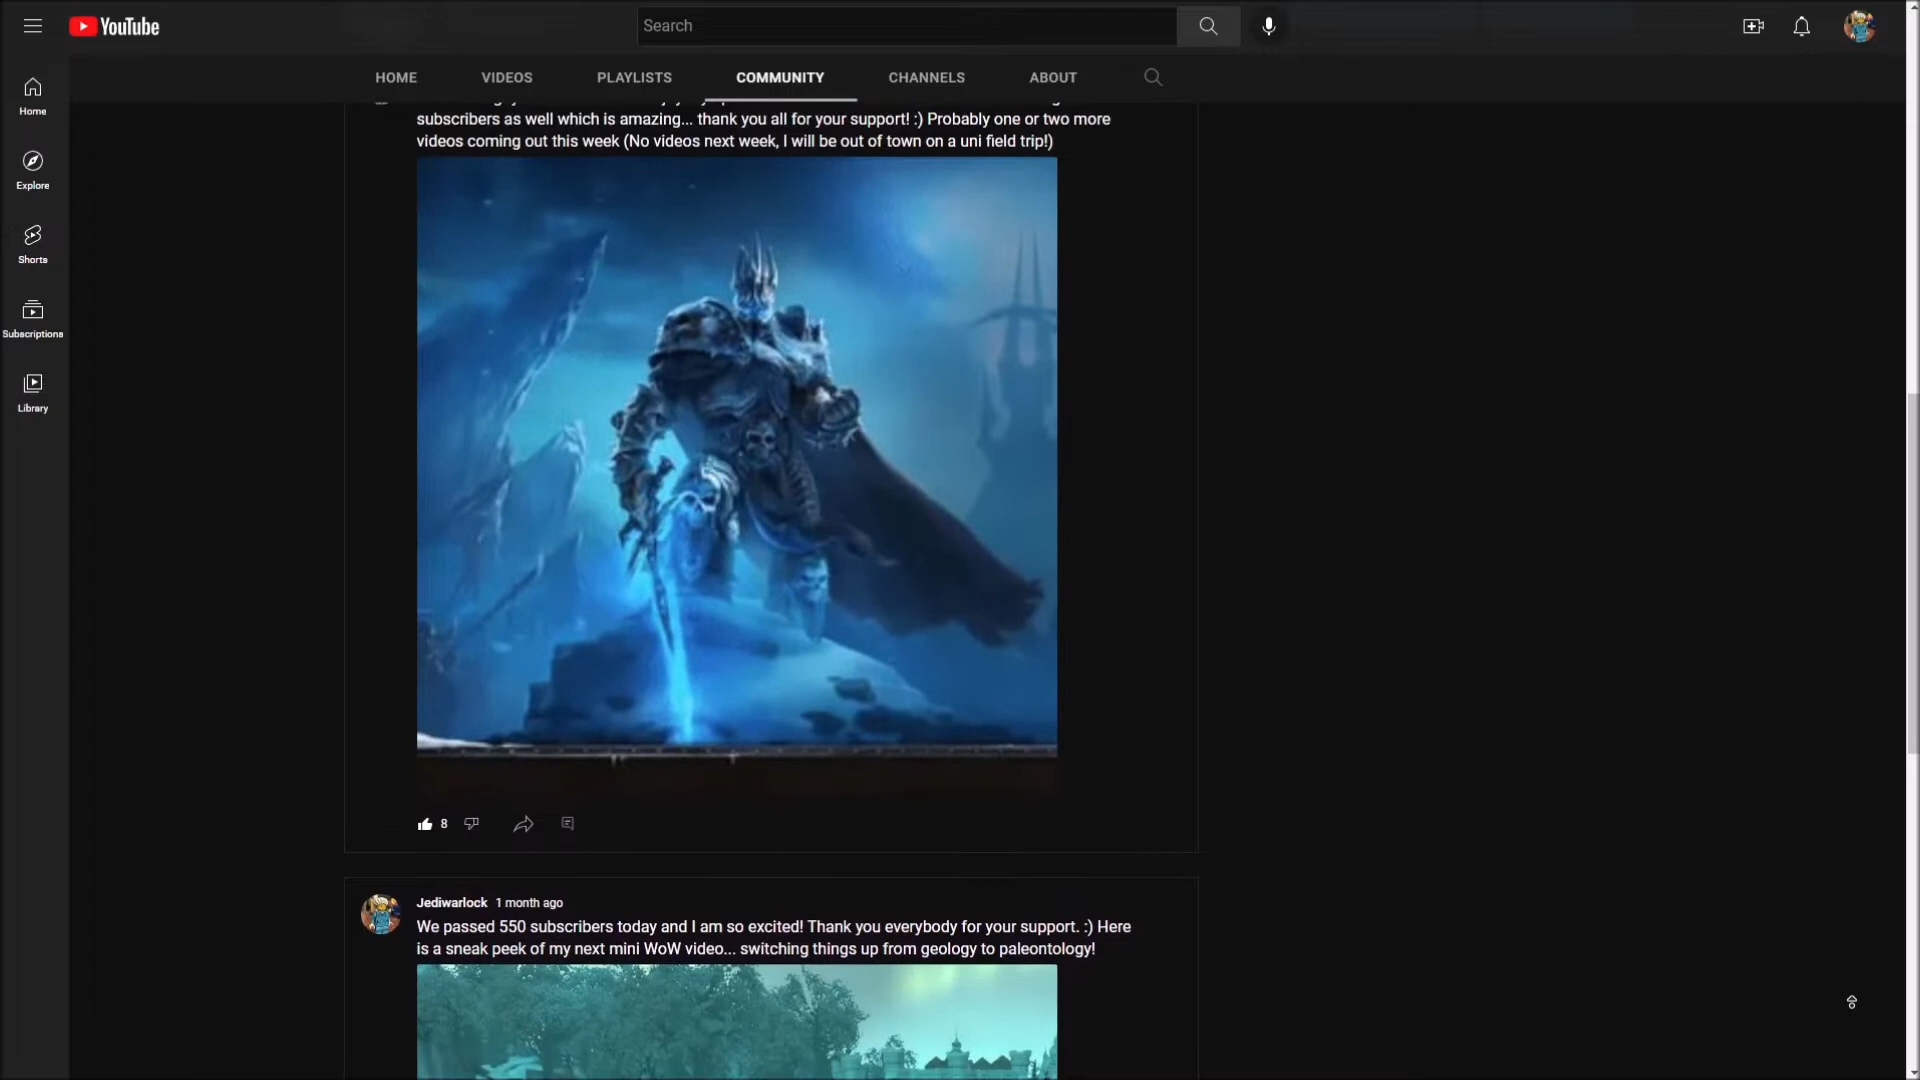 YouTube
Search
HOME
VIDEOS
PLAYLISTS
COMMUNITY
CHANNELS
ABOUT
Home
Explore
Shorts
Subscriptions
Library
subscribers as well which is amazing... thank you all for your support! :) Probably one or two more
videos coming out this week (No videos next week, I will be out of town on a uni field trip!)
8
Jediwarlock 1 month ago
We passed 550 subscribers today and I am so excited! Thank you everybody for your support. :) Here
is a sneak peek of my next mini WoW video... switching things up from geology to paleontology!